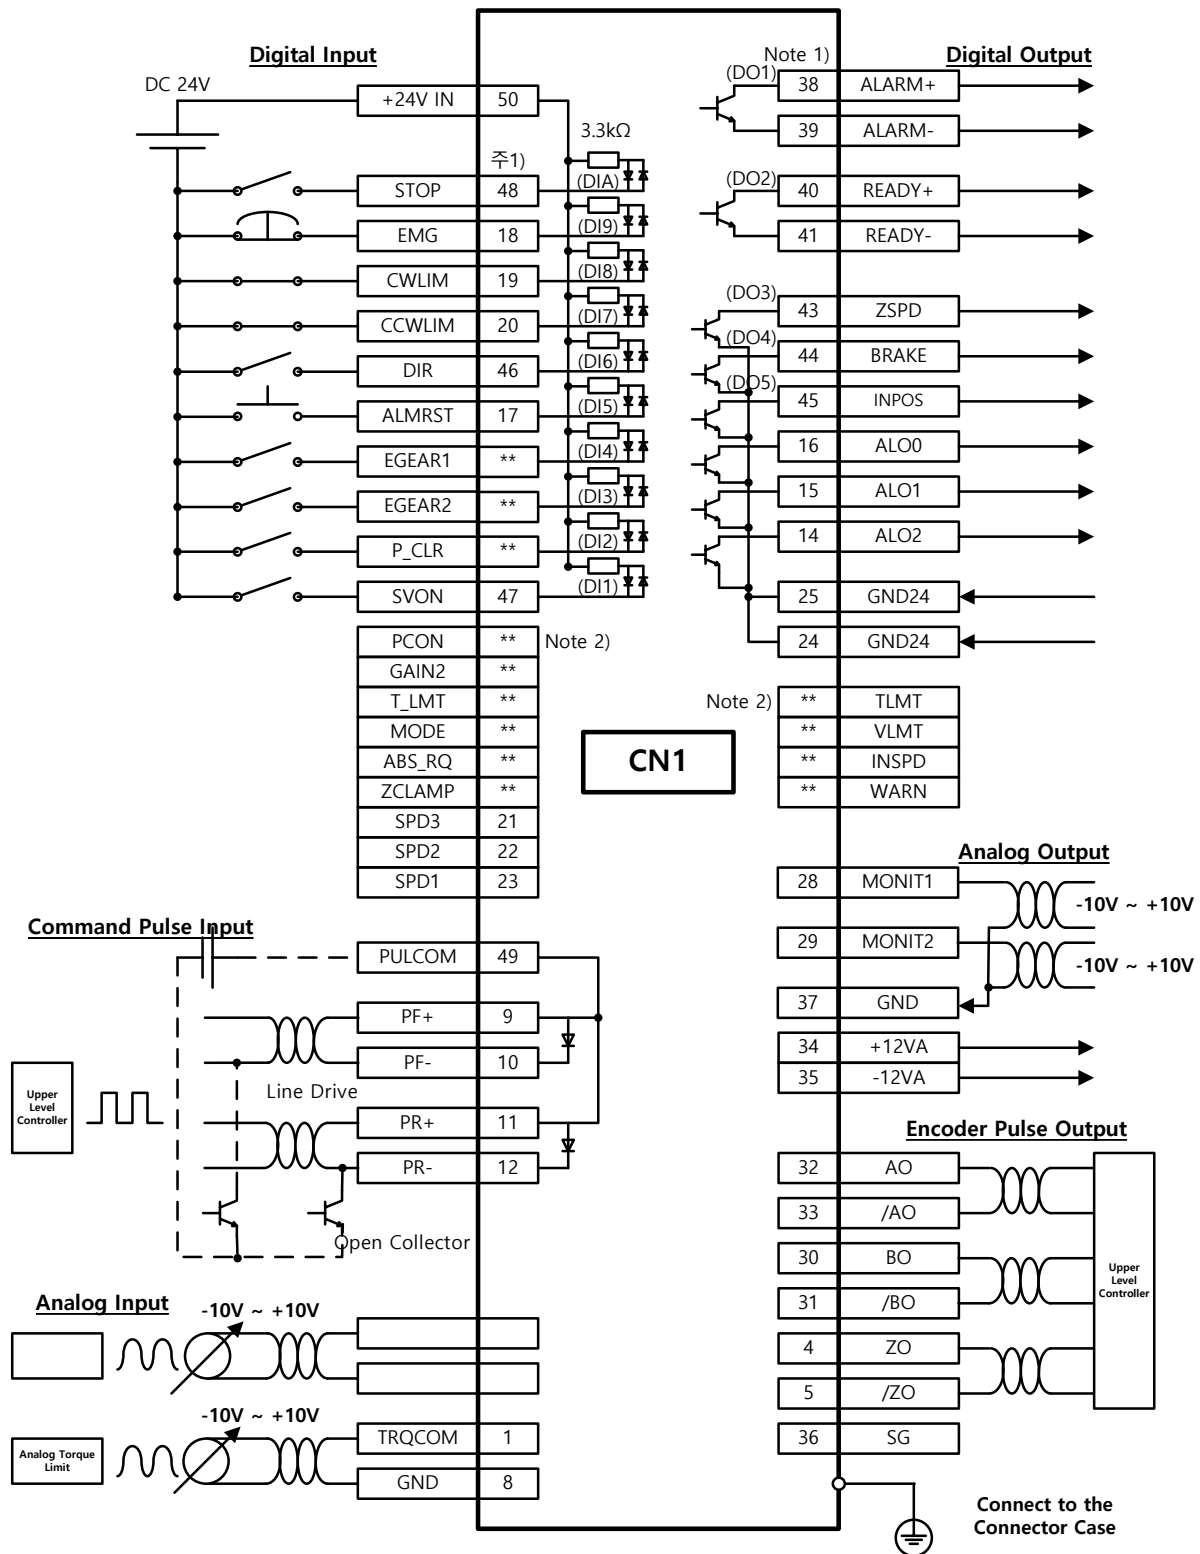 Digital Input
DC 24V
+24V IN 50
3.3kΩ
주1)
STOP 48 (DIA)
EMG 18 (DI9)
CWLIM 19 (DI8)
CCWLIM 20 (DI7)
DIR 46 (DI6)
ALMRST 17 (DI5)
EGEAR1 ** (DI4)
EGEAR2 ** (DI3)
P_CLR ** (DI2)
SVON 47 (DI1)
PCON ** Note 2)
GAIN2 **
T_LMT **
MODE **
ABS_RQ **
ZCLAMP **
SPD3 21
SPD2 22
SPD1 23
CN1
Note 1)
Digital Output
(DO1) 38 ALARM+
39 ALARM-
(DO2) 40 READY+
41 READY-
(DO3) 43 ZSPD
(DO4) 44 BRAKE
(DO5) 45 INPOS
16 ALO0
15 ALO1
14 ALO2
25 GND24
24 GND24
Note 2) ** TLMT
** VLMT
** INSPD
** WARN
Analog Output
28 MONIT1
-10V ~ +10V
29 MONIT2
-10V ~ +10V
37 GND
34 +12VA
35 -12VA
Command Pulse Input
PULCOM 49
PF+ 9
PF- 10
Line Drive
Upper
Level
Controller
PR+ 11
PR- 12
Open Collector
Encoder Pulse Output
32 AO
33 /AO
30 BO
31 /BO
4 ZO
5 /ZO
36 SG
Upper
Level
Controller
Analog Input
-10V ~ +10V
-10V ~ +10V
Analog Torque
Limit
TRQCOM 1
GND 8
Connect to the
Connector Case